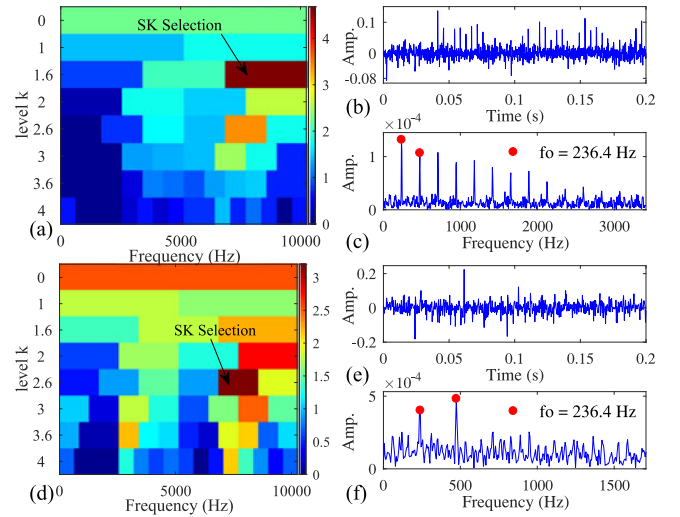 0
SK Selection
1
1.6
2
2.6
3
3.6
4
level k
0
5000
10000
Frequency (Hz)
(a)
4
3
2
1
0
0.1
0
-0.08
Amp.
0
0.05
0.1
0.15
0.2
Time (s)
(b)
×10⁻⁴
1
0
Amp.
fo = 236.4 Hz
0
1000
2000
3000
Frequency (Hz)
(c)
0
1
1.6
SK Selection
2
2.6
3
3.6
4
level k
0
5000
10000
Frequency (Hz)
(d)
3
2.5
2
1.5
1
0.5
0
0.2
0
-0.2
Amp.
0
0.05
0.1
0.15
0.2
Time (s)
(e)
×10⁻⁴
5
0
Amp.
fo = 236.4 Hz
0
500
1000
1500
Frequency (Hz)
(f)